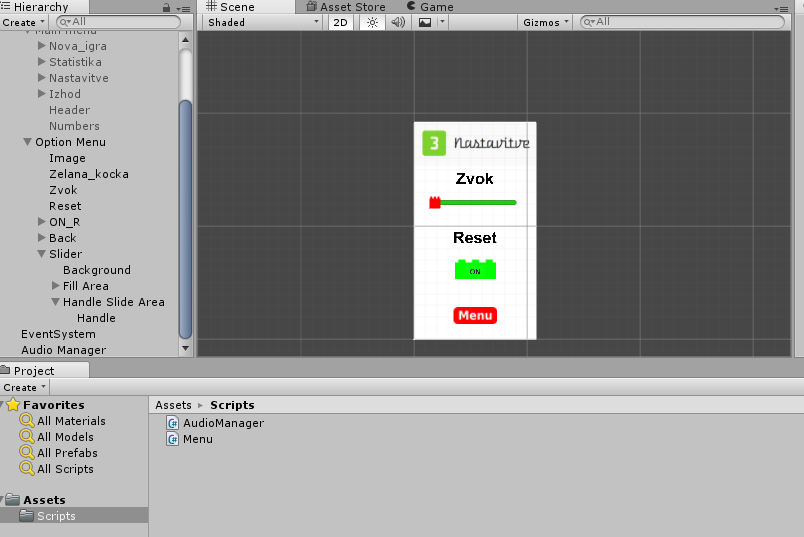 Hierarchy
Create
All
Main menu
Nova_igra
Statistika
Nastavitve
Izhod
Header
Numbers
Option Menu
Image
Zelana_kocka
Zvok
Reset
ON_R
Back
Slider
Background
Fill Area
Handle Slide Area
Handle
EventSystem
Audio Manager
Scene Asset Store Game
Shaded 2D Gizmos All
3 Nastavitve
Zvok
Reset
ON
Menu
Project
Create
Favorites
All Materials
All Models
All Prefabs
All Scripts
Assets
Scripts
Assets Scripts
AudioManager
Menu